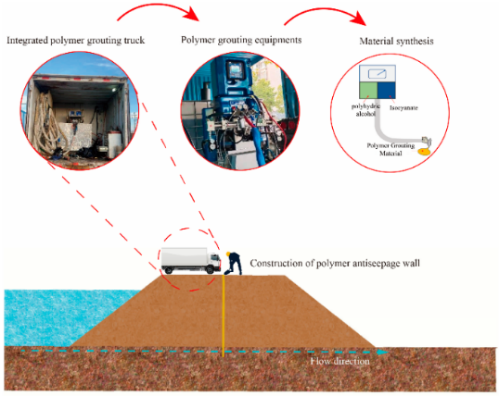 Integrated polymer grouting truck
Polymer grouting equipments
Material synthesis
polyhydric
alcohol
Isocyanate
Polymer Grouting
Material
Construction of polymer antiseepage wall
Flow direction